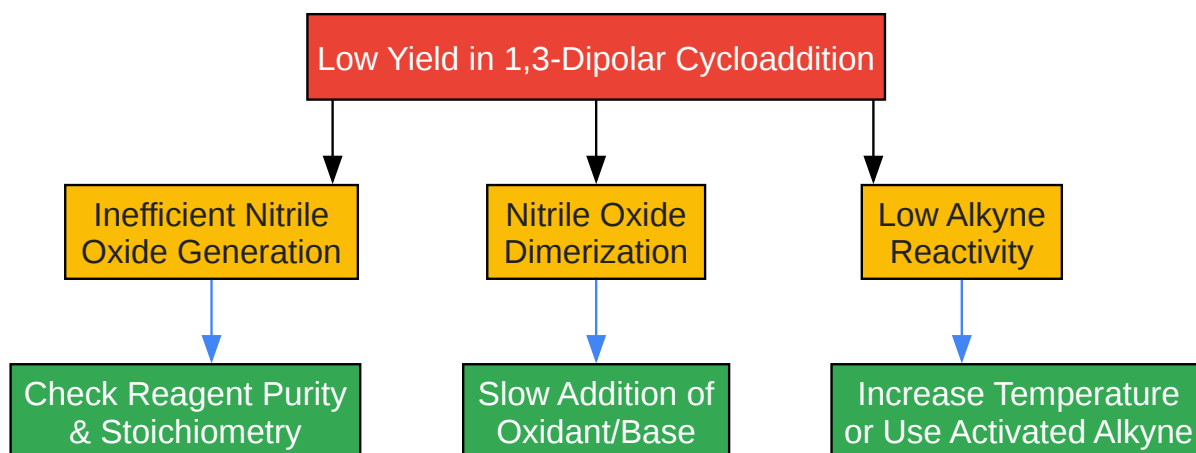 Low Yield in 1,3-Dipolar Cycloaddition
Inefficient Nitrile
Oxide Generation
Nitrile Oxide
Dimerization
Low Alkyne
Reactivity
Check Reagent Purity
& Stoichiometry
Slow Addition of
Oxidant/Base
Increase Temperature
or Use Activated Alkyne